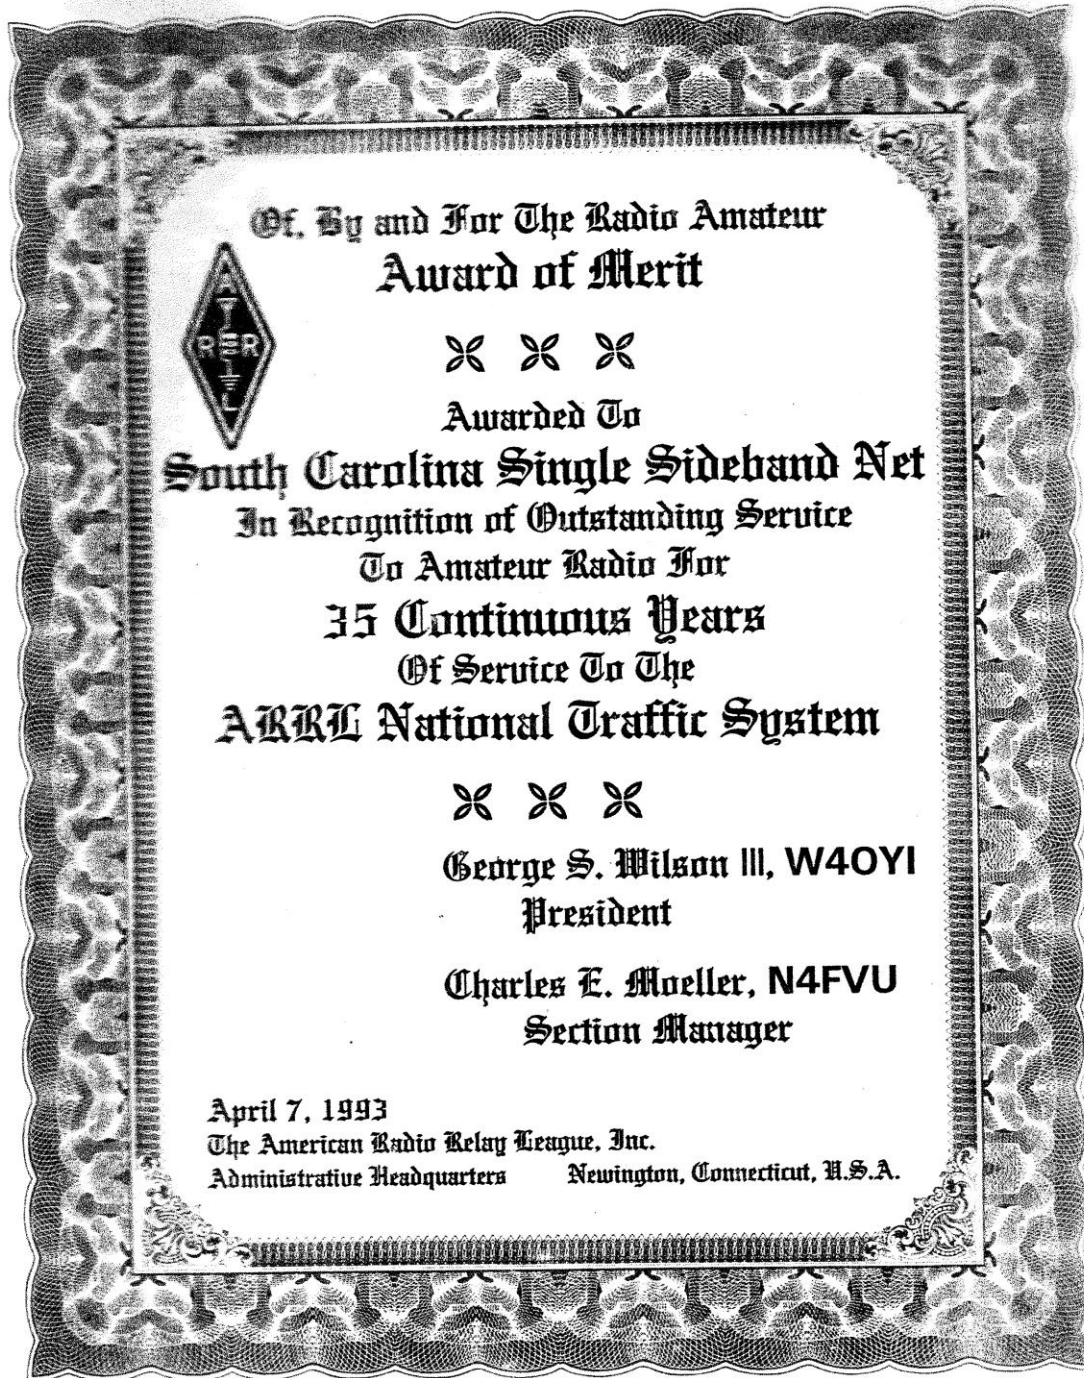 Of, By and For The Radio Amateur
Award of Merit
A
R R
L
Awarded To
South Carolina Single Sideband Net
In Recognition of Outstanding Service
To Amateur Radio For
35 Continuous Years
Of Service To The
ARRL National Traffic System
George S. Wilson III, W4OYI
President
Charles E. Moeller, N4FVU
Section Manager
April 7, 1993
The American Radio Relay League, Inc.
Administrative Headquarters Newington, Connecticut, U.S.A.